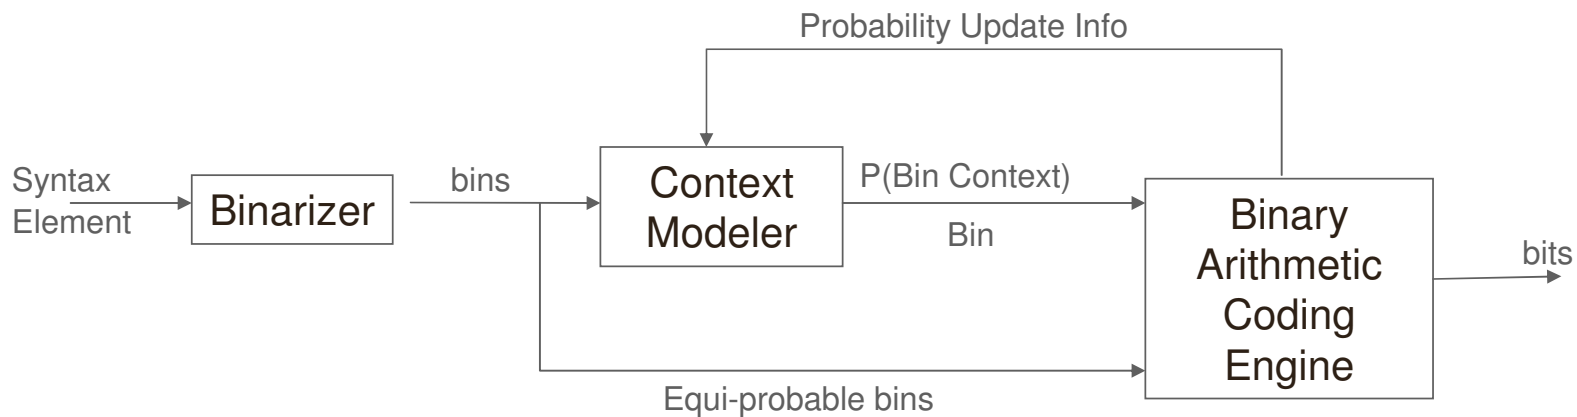 Probability Update Info
Syntax
Element
Binarizer
bins
Context
Modeler
P(Bin Context)
Bin
Binary
Arithmetic
Coding
Engine
bits
Equi-probable bins